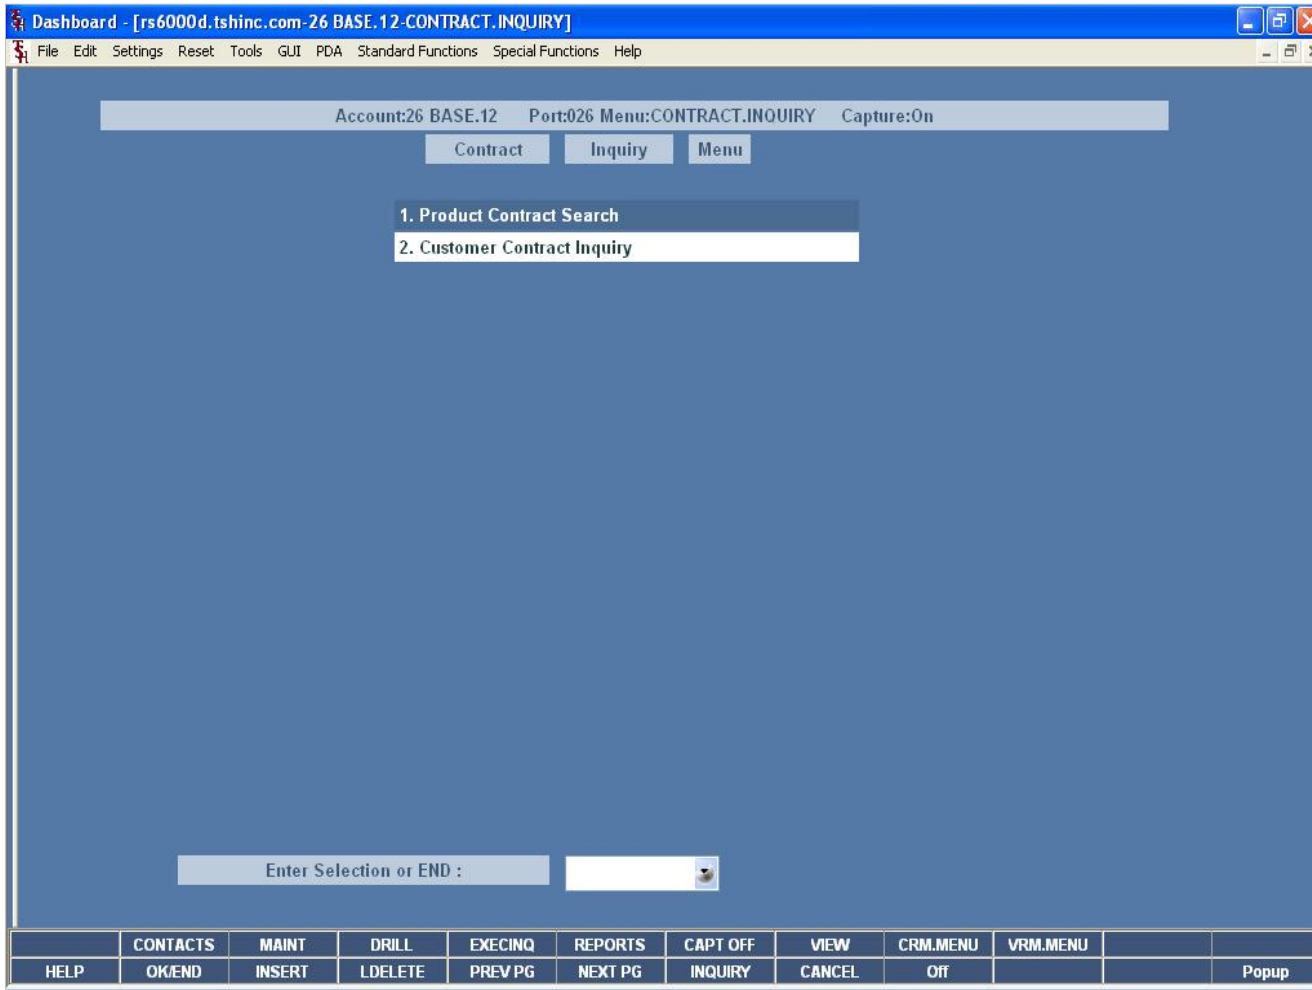 Dashboard - [rs6000d.tshinc.com-26 BASE.12-CONTRACT.INQUIRY]
File Edit Settings Reset Tools GUI PDA Standard Functions Special Functions Help
Account:26 BASE.12 Port:026 Menu:CONTRACT.INQUIRY Capture:On
Contract Inquiry Menu
1. Product Contract Search
2. Customer Contract Inquiry
Enter Selection or END :
CONTACTS MAINT DRILL EXECINQ REPORTS CAPT OFF VIEW CRM.MENU VRM.MENU
HELP OK/END INSERT LDELETE PREV PG NEXT PG INQUIRY CANCEL Off Popup